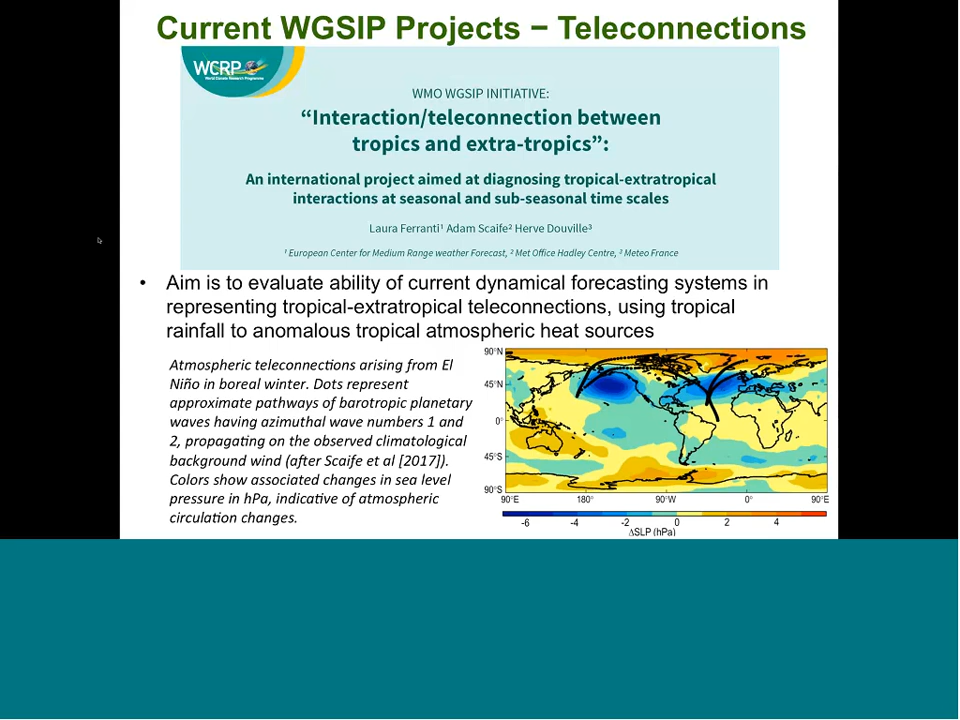 Current WGSIP Projects − Teleconnections
WCRP
World Climate Research Programme
WMO WGSIP INITIATIVE:
“Interaction/teleconnection between
tropics and extra-tropics”:
An international project aimed at diagnosing tropical-extratropical
interactions at seasonal and sub-seasonal time scales
Laura Ferranti¹ Adam Scaife² Herve Douville³
¹ European Center for Medium Range weather Forecast, ² Met Office Hadley Centre, ² Meteo France
• Aim is to evaluate ability of current dynamical forecasting systems in
representing tropical-extratropical teleconnections, using tropical
rainfall to anomalous tropical atmospheric heat sources
Atmospheric teleconnections arising from El
Niño in boreal winter. Dots represent
approximate pathways of barotropic planetary
waves having azimuthal wave numbers 1 and
2, propagating on the observed climatological
background wind (after Scaife et al [2017]).
Colors show associated changes in sea level
pressure in hPa, indicative of atmospheric
circulation changes.
90°N
45°N
0°
45°S
90°S
90°E 180° 90°W 0° 90°E
-6 -4 -2 0 2 4
ΔSLP (hPa)